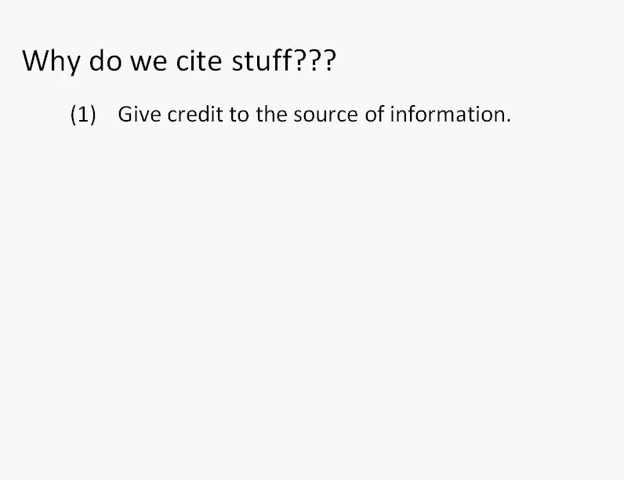 Why do we cite stuff???
(1) Give credit to the source of information.